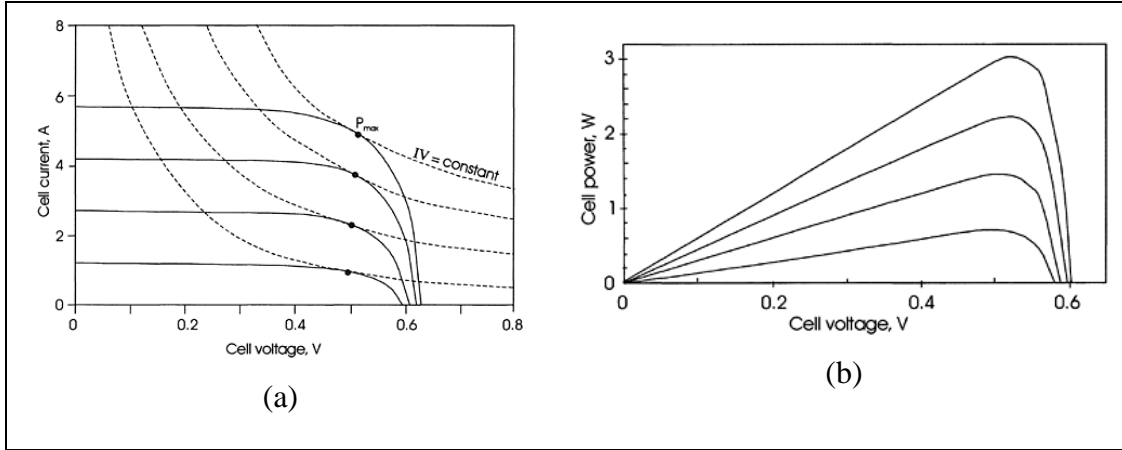 8
6
4
2
0
Cell current, A
P max
IV = constant
0
0.2
0.4
0.6
0.8
Cell voltage, V
(a)
3
2
1
0
Cell power, W
0
0.2
0.4
0.6
Cell voltage, V
(b)